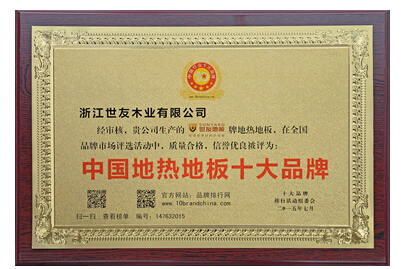 浙江世友木业有限公司
经审核，贵公司生产的 世友地板 牌地热地板，在全国
品牌市场评选活动中，质量合格，信誉优良被评为：
中国地热地板十大品牌
官方网站：品牌排行网
www.10brandchina.com
扫一扫 查看榜单 编号：147632015
十大品牌
排行活动组委会
二〇一五年七月